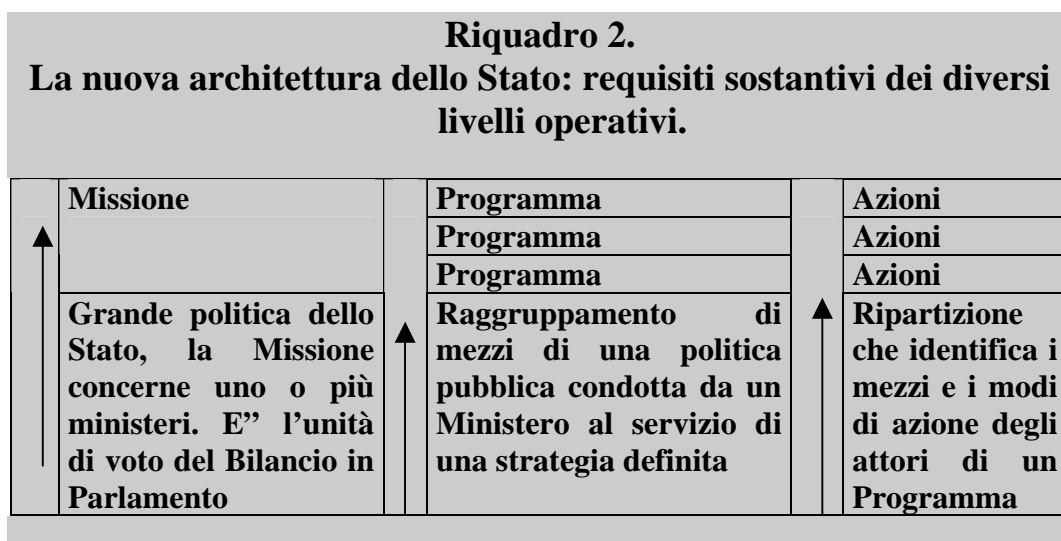 Riquadro 2.
La nuova architettura dello Stato: requisiti sostantivi dei diversi
livelli operativi.
Missione
Programma
Azioni
Programma
Azioni
Programma
Azioni
Grande politica dello
Stato, la Missione
concerne uno o più
ministeri. E” l’unità
di voto del Bilancio in
Parlamento
Raggruppamento di
mezzi di una politica
pubblica condotta da un
Ministero al servizio di
una strategia definita
Ripartizione
che identifica i
mezzi e i modi
di azione degli
attori di un
Programma